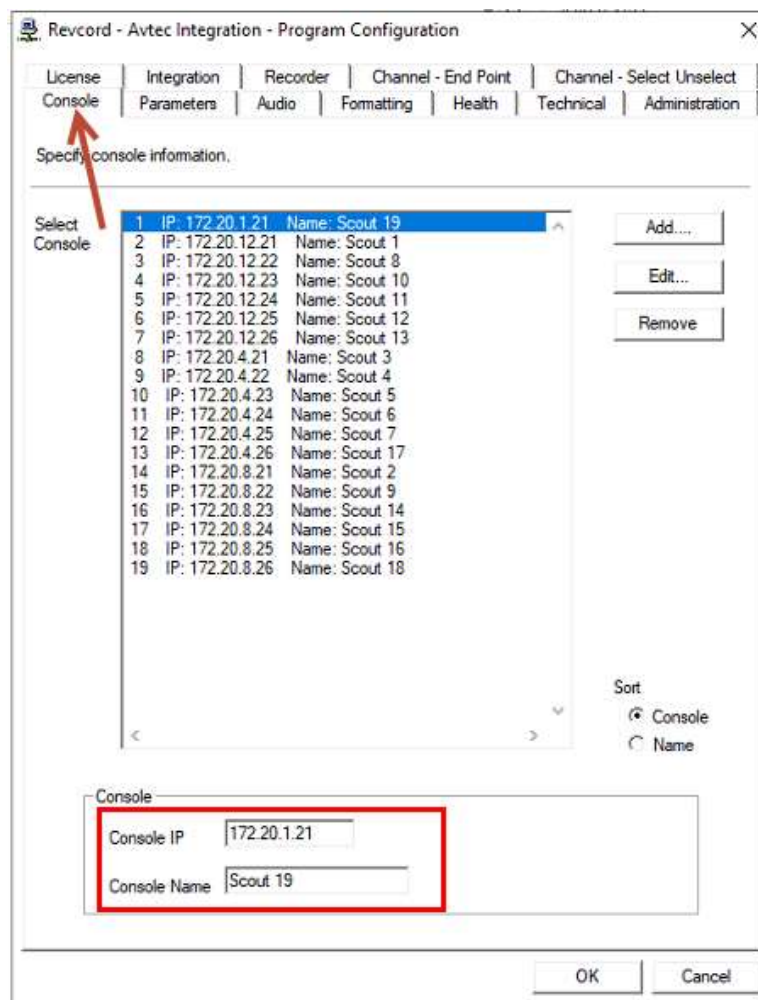 Revcord - Avtec Integration - Program Configuration
License Integration Recorder Channel - End Point Channel - Select Unselect
Console Parameters Audio Formatting Health Technical Administration
Specify console information.
Select Console
1 IP: 172.20.1.21 Name: Scout 19
2 IP: 172.20.12.21 Name: Scout 1
3 IP: 172.20.12.22 Name: Scout 8
4 IP: 172.20.12.23 Name: Scout 10
5 IP: 172.20.12.24 Name: Scout 11
6 IP: 172.20.12.25 Name: Scout 12
7 IP: 172.20.12.26 Name: Scout 13
8 IP: 172.20.4.21 Name: Scout 3
9 IP: 172.20.4.22 Name: Scout 4
10 IP: 172.20.4.23 Name: Scout 5
11 IP: 172.20.4.24 Name: Scout 6
12 IP: 172.20.4.25 Name: Scout 7
13 IP: 172.20.4.26 Name: Scout 17
14 IP: 172.20.8.21 Name: Scout 2
15 IP: 172.20.8.22 Name: Scout 9
16 IP: 172.20.8.23 Name: Scout 14
17 IP: 172.20.8.24 Name: Scout 15
18 IP: 172.20.8.25 Name: Scout 16
19 IP: 172.20.8.26 Name: Scout 18
Add....
Edit...
Remove
Sort
Console
Name
Console
Console IP 172.20.1.21
Console Name Scout 19
OK Cancel